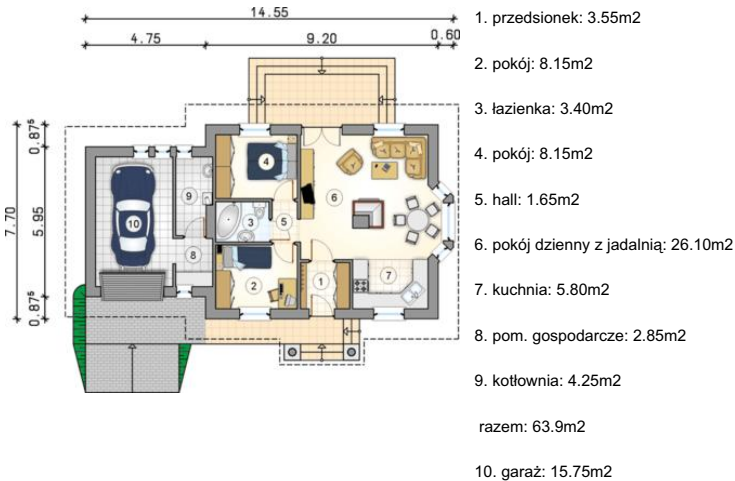 14.55
4.75 9.20 0.60
1. przedsionek: 3.55m2
2. pokój: 8.15m2
3. łazienka: 3.40m2
4. pokój: 8.15m2
5. hall: 1.65m2
6. pokój dzienny z jadalnią: 26.10m2
7. kuchnia: 5.80m2
8. pom. gospodarcze: 2.85m2
9. kotłownia: 4.25m2
razem: 63.9m2
10. garaż: 15.75m2
7.70
0.87⁵
5.95
0.87⁵
4
9
6
10
3
5
8
7
2
1